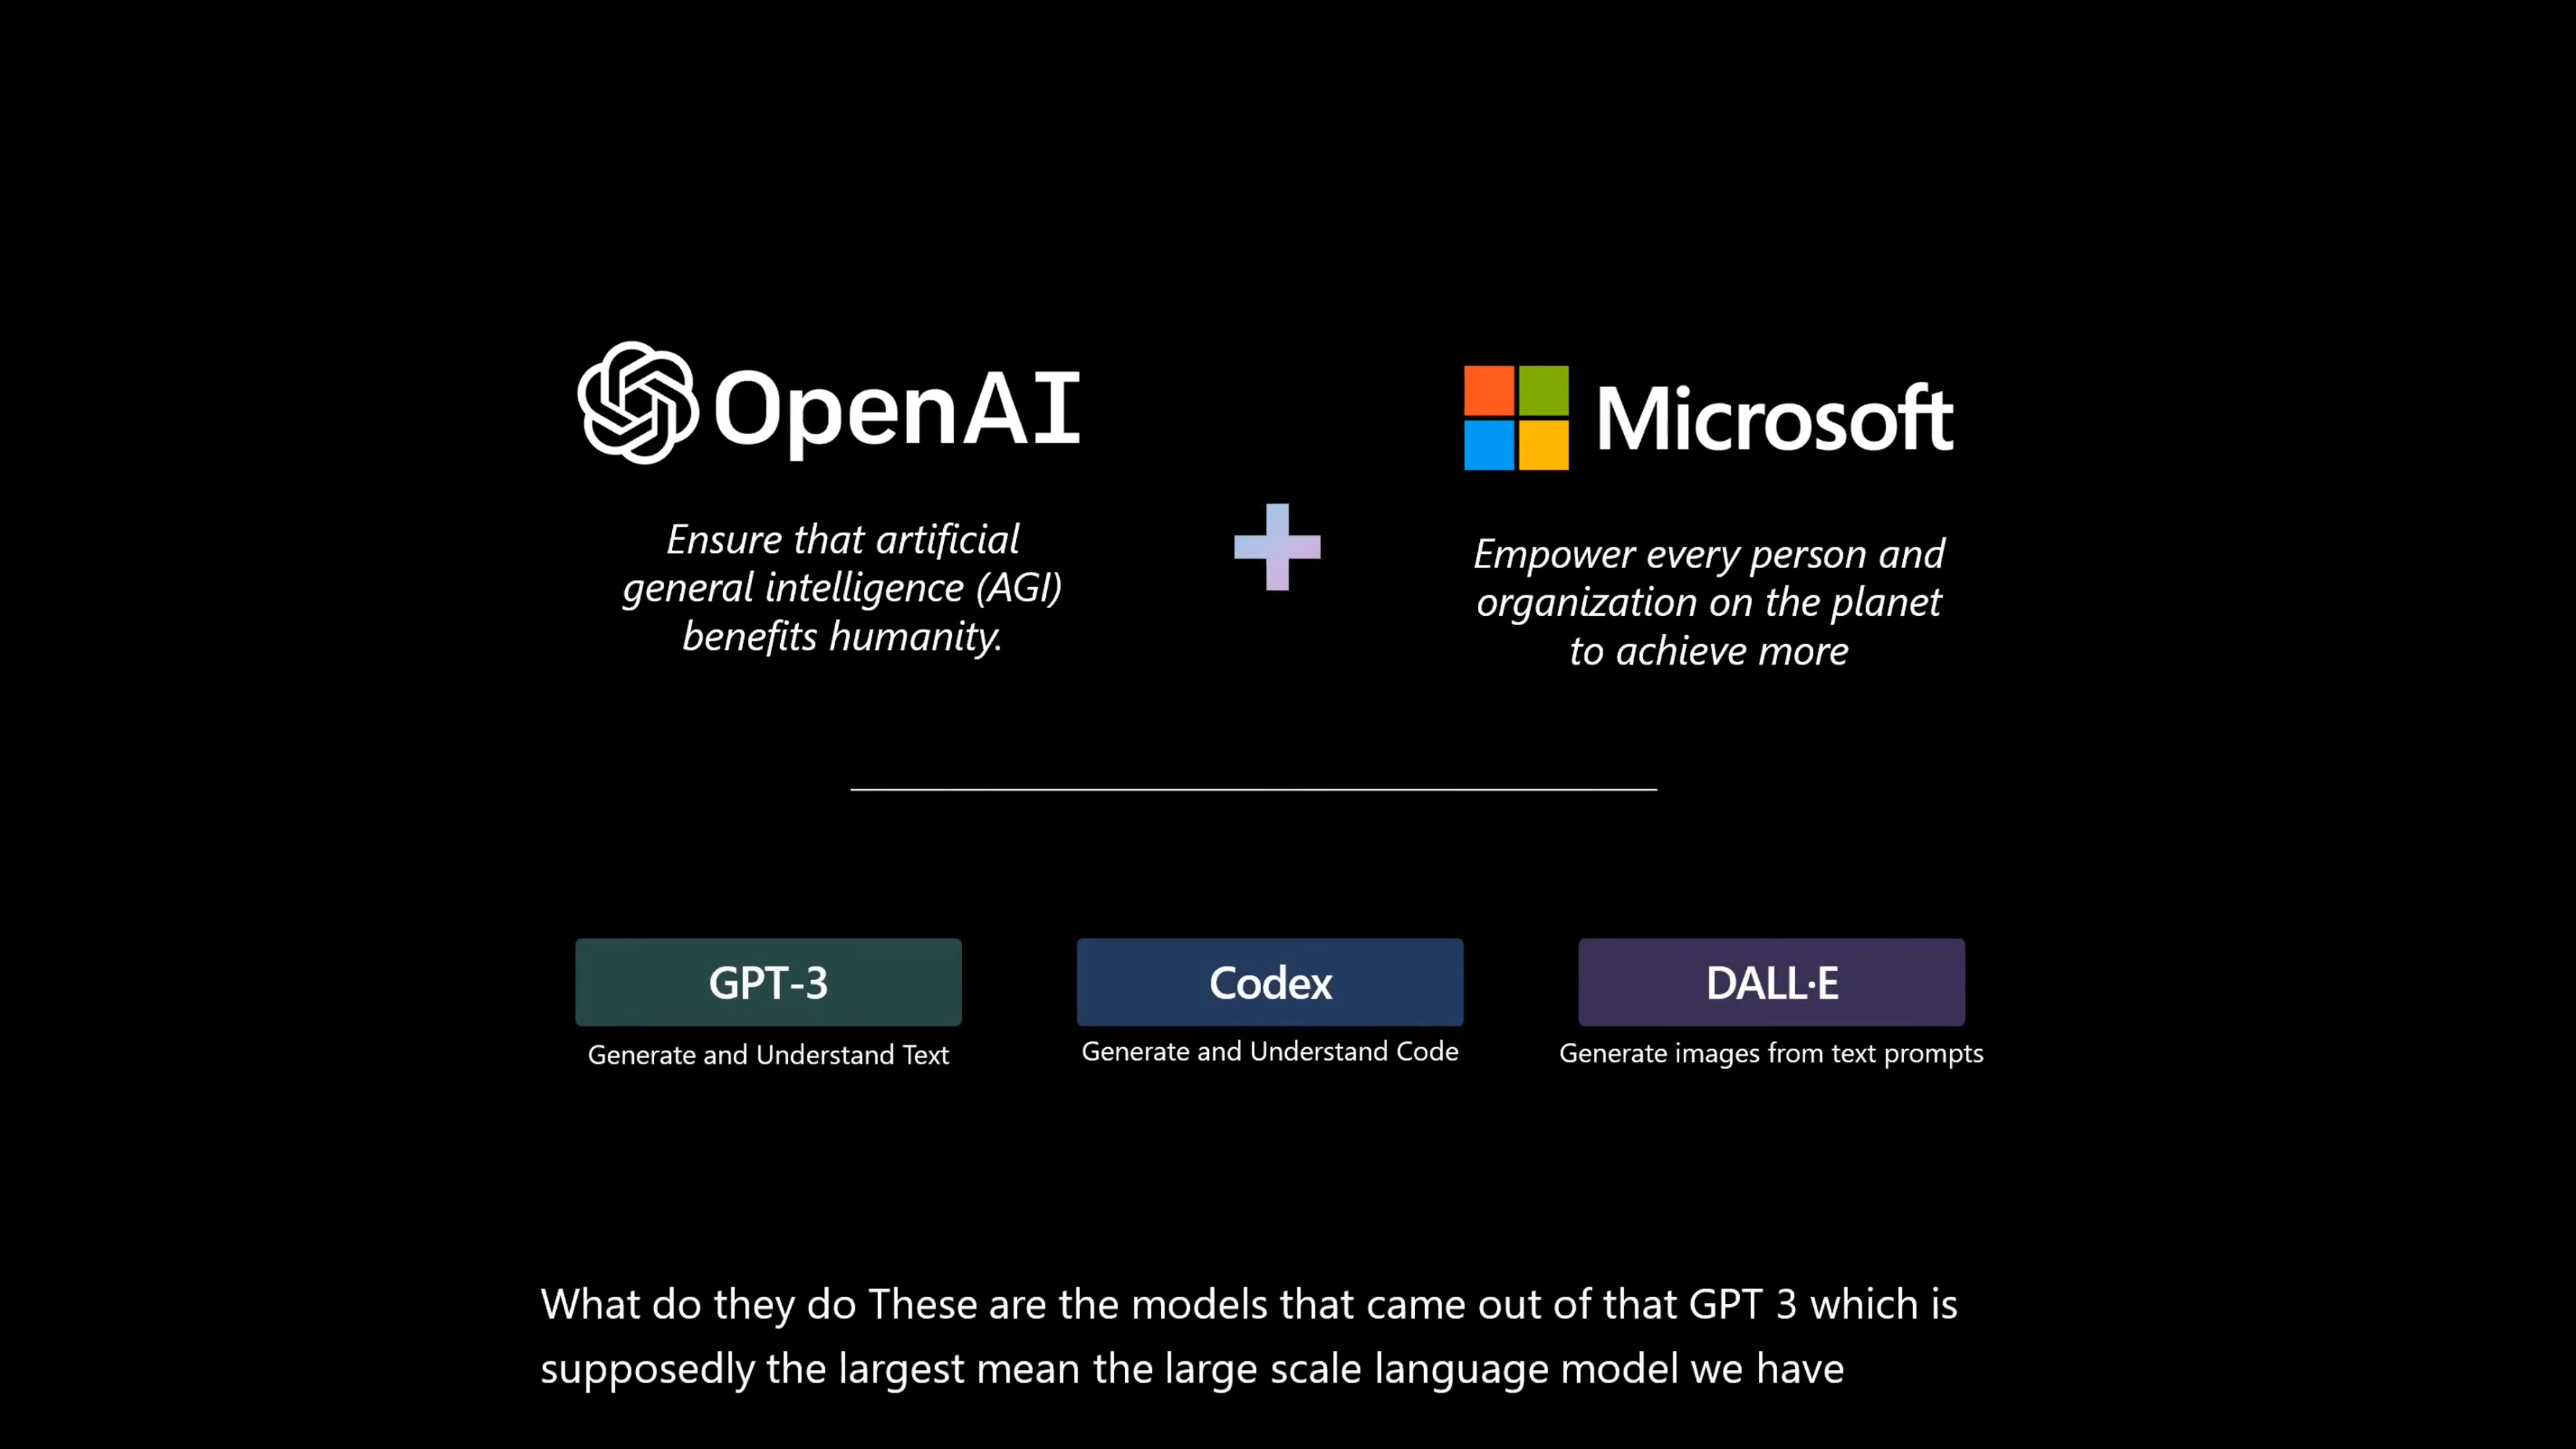 OpenAI
Ensure that artificial
general intelligence (AGI)
benefits humanity.
Microsoft
Empower every person and
organization on the planet
to achieve more
GPT-3
Generate and Understand Text
Codex
Generate and Understand Code
DALL·E
Generate images from text prompts
What do they do These are the models that came out of that GPT 3 which is
supposedly the largest mean the large scale language model we have